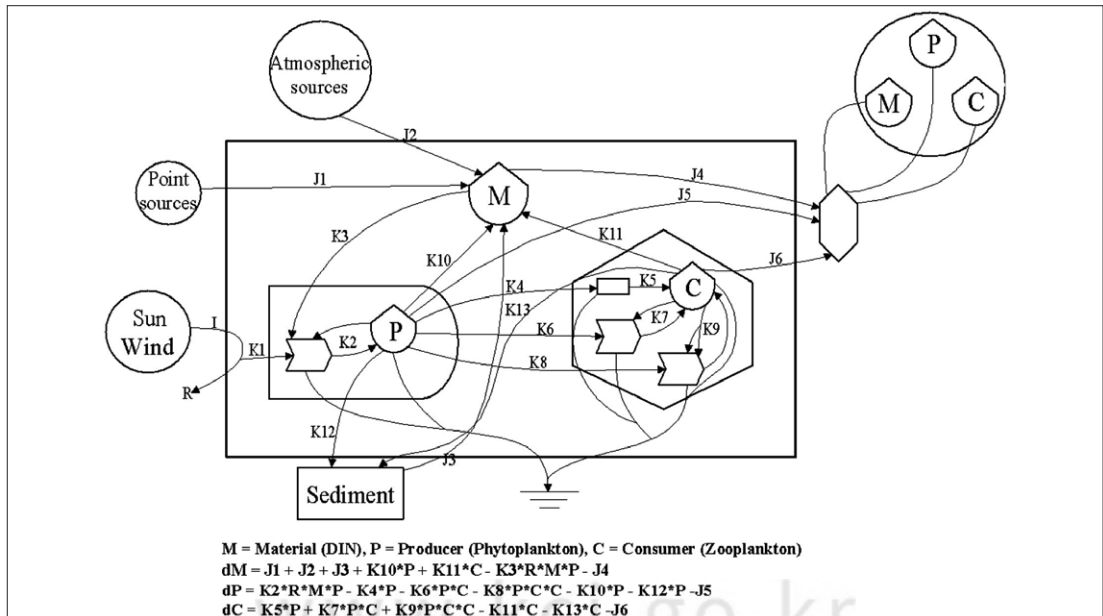 Atmospheric
sources
P
M
C
J2
Point
sources
J1
M
J4
J5
K3
K11
K10
J6
K4
K13
K5
C
Sun
Wind
I
K1
K2
P
K6
K7
K9
K8
R
K12
J3
Sediment
M = Material (DIN), P = Producer (Phytoplankton), C = Consumer (Zooplankton)
dM = J1 + J2 + J3 + K10*P + K11*C - K3*R*M*P - J4
dP = K2*R*M*P - K4*P - K6*P*C - K8*P*C*C - K10*P - K12*P -J5
dC = K5*P + K7*P*C + K9*P*C*C - K11*C - K13*C -J6